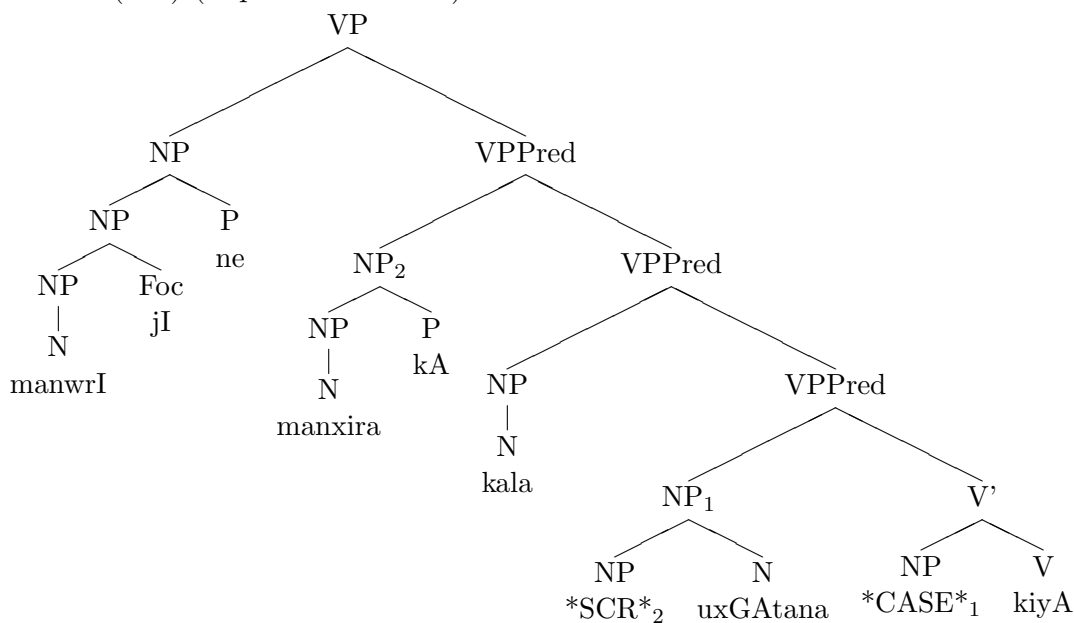 VP
NP VPPred
NP P NP2 VPPred
ne
NP Foc NP P NP VPPred
jI kA
N N N
manwrI manxira kala
NP1 V'
NP N NP V
*SCR*2 uxGAtana *CASE*1 kiyA